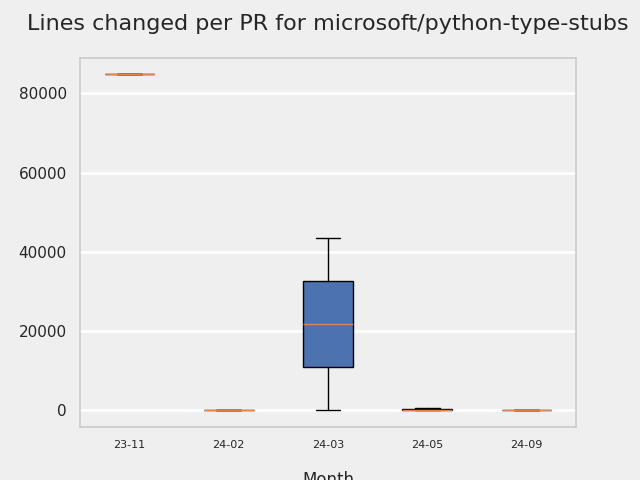 Lines changed per PR for microsoft/python-type-stubs
80000
60000
40000
20000
0
23-11 24-02 24-03 24-05 24-09
Month